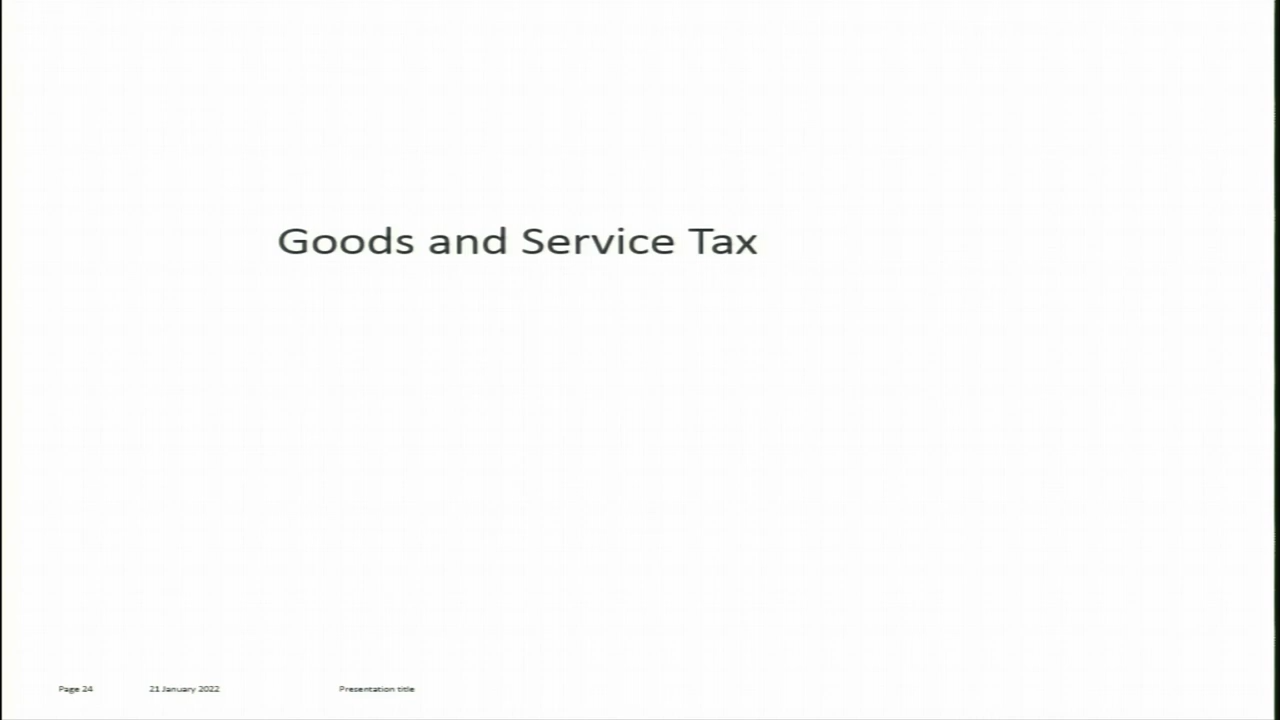 Goods and Service Tax
Page 24 21 January 2022 Presentation title